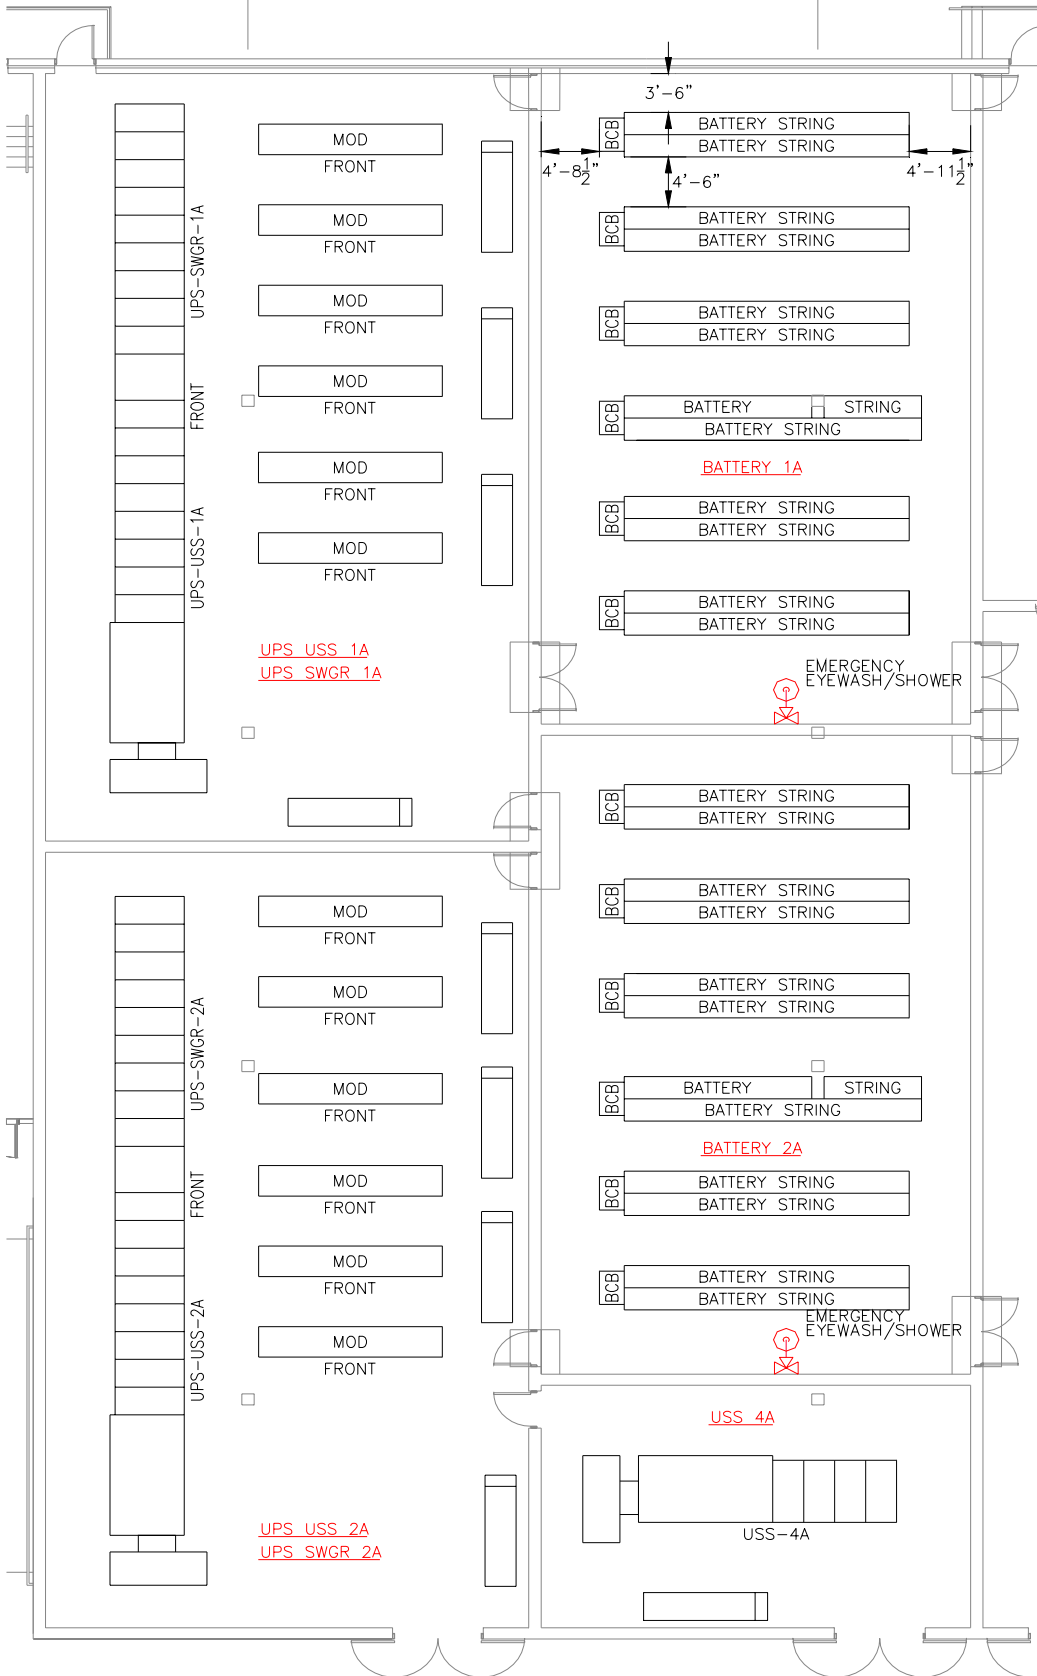 3'-6"
BCB
BATTERY STRING
BATTERY STRING
4'-8 1/2"
4'-11 1/2"
4'-6"
BCB
BATTERY STRING
BATTERY STRING
BCB
BATTERY STRING
BATTERY STRING
BCB
BATTERY STRING
BATTERY STRING
BATTERY 1A
BCB
BATTERY STRING
BATTERY STRING
BCB
BATTERY STRING
BATTERY STRING
EMERGENCY
EYEWASH/SHOWER
UPS-SWGR-1A
FRONT
UPS-USS-1A
MOD
FRONT
MOD
FRONT
MOD
FRONT
MOD
FRONT
MOD
FRONT
MOD
FRONT
UPS USS 1A
UPS SWGR 1A
BCB
BATTERY STRING
BATTERY STRING
BCB
BATTERY STRING
BATTERY STRING
BCB
BATTERY STRING
BATTERY STRING
BCB
BATTERY STRING
BATTERY STRING
BATTERY 2A
BCB
BATTERY STRING
BATTERY STRING
BCB
BATTERY STRING
BATTERY STRING
EMERGENCY
EYEWASH/SHOWER
UPS-SWGR-2A
FRONT
UPS-USS-2A
MOD
FRONT
MOD
FRONT
MOD
FRONT
MOD
FRONT
MOD
FRONT
MOD
FRONT
UPS USS 2A
UPS SWGR 2A
USS 4A
USS-4A